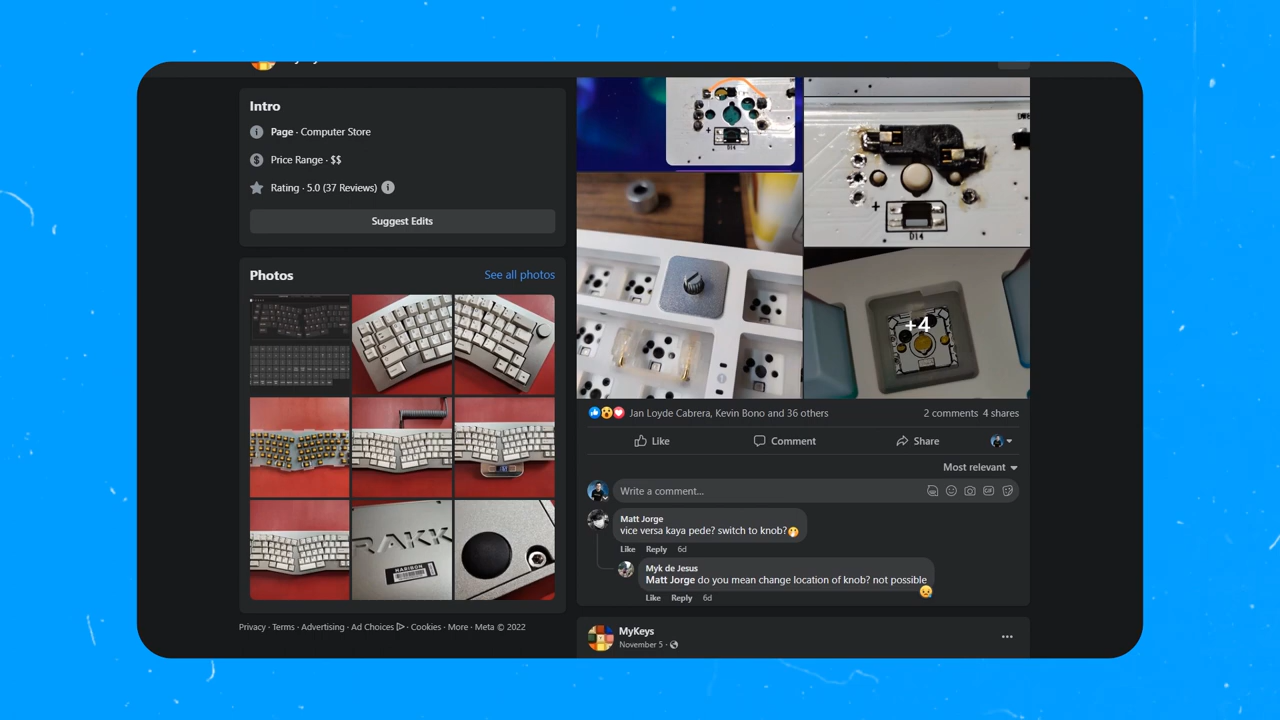 Intro
Page · Computer Store
Price Range · $$
Rating · 5.0 (37 Reviews)
Suggest Edits
Photos
See all photos
RAKK
HARIBON
Privacy · Terms · Advertising · Ad Choices · Cookies · More · Meta © 2022
D14
D14
+4
Jan Loyde Cabrera, Kevin Bono and 36 others
2 comments 4 shares
Like
Comment
Share
Most relevant
Write a comment...
Matt Jorge
vice versa kaya pede? switch to knob?
Like Reply 6d
Myk de Jesus
Matt Jorge do you mean change location of knob? not possible
Like Reply 6d
MyKeys
November 5 ·